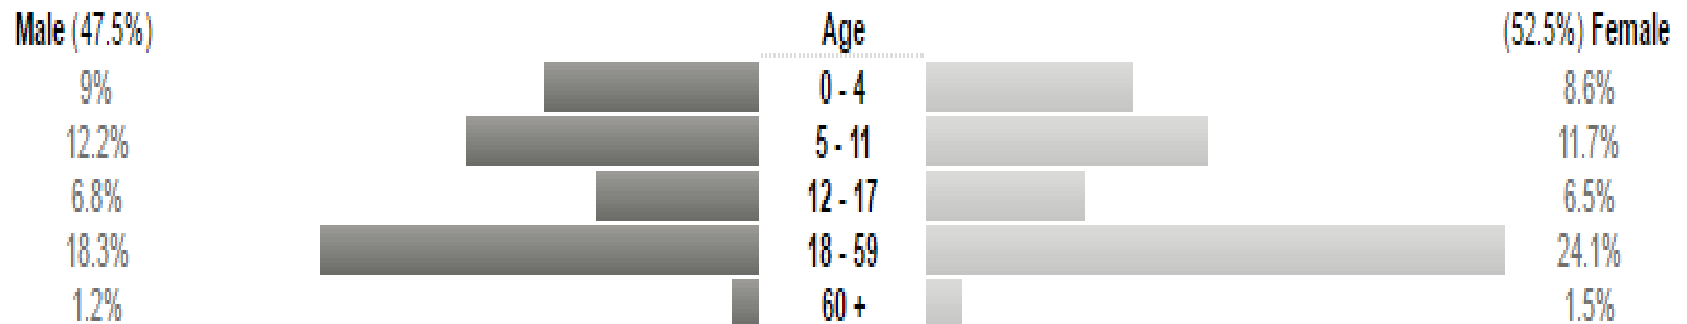 Male (47.5%) Age (52.5%) Female
9% 0 - 4 8.6%
12.2% 5 - 11 11.7%
6.8% 12 - 17 6.5%
18.3% 18 - 59 24.1%
1.2% 60 + 1.5%